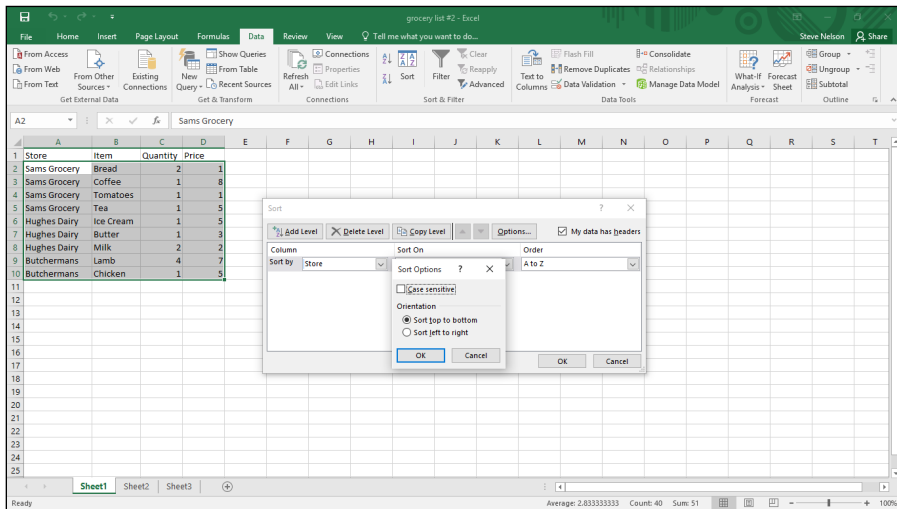 grocery list #2 - Excel
File Home Insert Page Layout Formulas Data Review View Tell me what you want to do... Steve Nelson Share
From Access
From Web
From Text
From Other Sources
Existing Connections
Get External Data
New Query
Show Queries
From Table
Recent Sources
Get & Transform
Refresh All
Connections
Properties
Edit Links
Connections
Sort
Filter
Clear
Reapply
Advanced
Sort & Filter
Text to Columns
Flash Fill
Remove Duplicates
Data Validation
Consolidate
Relationships
Manage Data Model
Data Tools
What-If Analysis
Forecast Sheet
Forecast
Group
Ungroup
Subtotal
Outline
A2 fx Sams Grocery
A B C D E F G H I J K L M N O P Q R S T
1 Store Item Quantity Price
2 Sams Grocery Bread 2 1
3 Sams Grocery Coffee 1 8
4 Sams Grocery Tomatoes 1 1
5 Sams Grocery Tea 1 5
6 Hughes Dairy Ice Cream 1 5
7 Hughes Dairy Butter 1 3
8 Hughes Dairy Milk 2 2
9 Butchermans Lamb 4 7
10 Butchermans Chicken 1 5
11
12
13
14
15
16
17
18
19
20
21
22
23
24
25
Sort ? ×
Add Level Delete Level Copy Level Options... My data has headers
Column Sort On Order
Sort by Store A to Z
OK Cancel
Sort Options ? ×
Case sensitive
Orientation
Sort top to bottom
Sort left to right
OK Cancel
Sheet1 Sheet2 Sheet3
Ready Average: 2.833333333 Count: 40 Sum: 51 100%